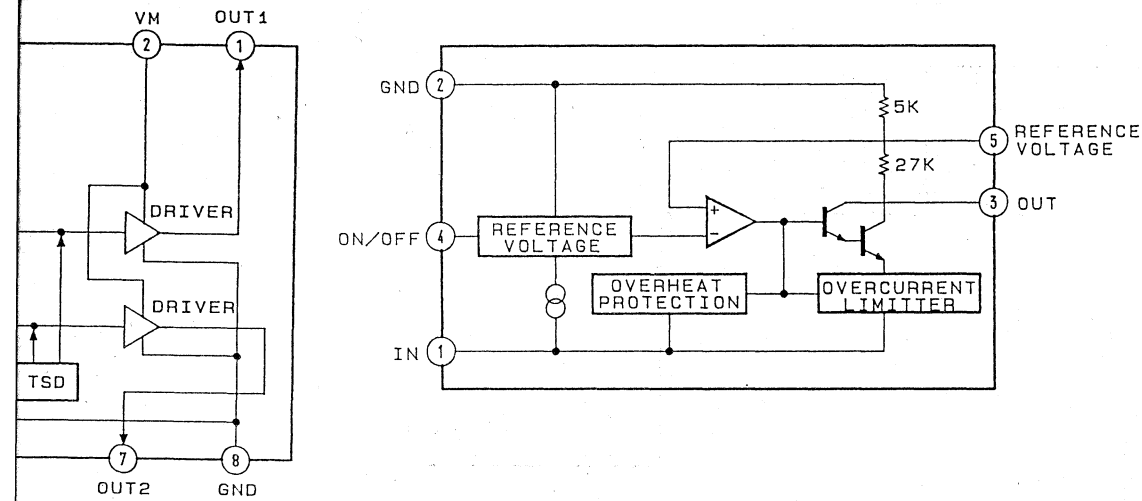 VM
OUT1
2
1
DRIVER
DRIVER
TSD
7
8
OUT2
GND
GND
2
5K
5
REFERENCE
VOLTAGE
27K
3
OUT
+
−
ON/OFF
4
REFERENCE
VOLTAGE
OVERHEAT
PROTECTION
OVERCURRENT
LIMITTER
IN
1